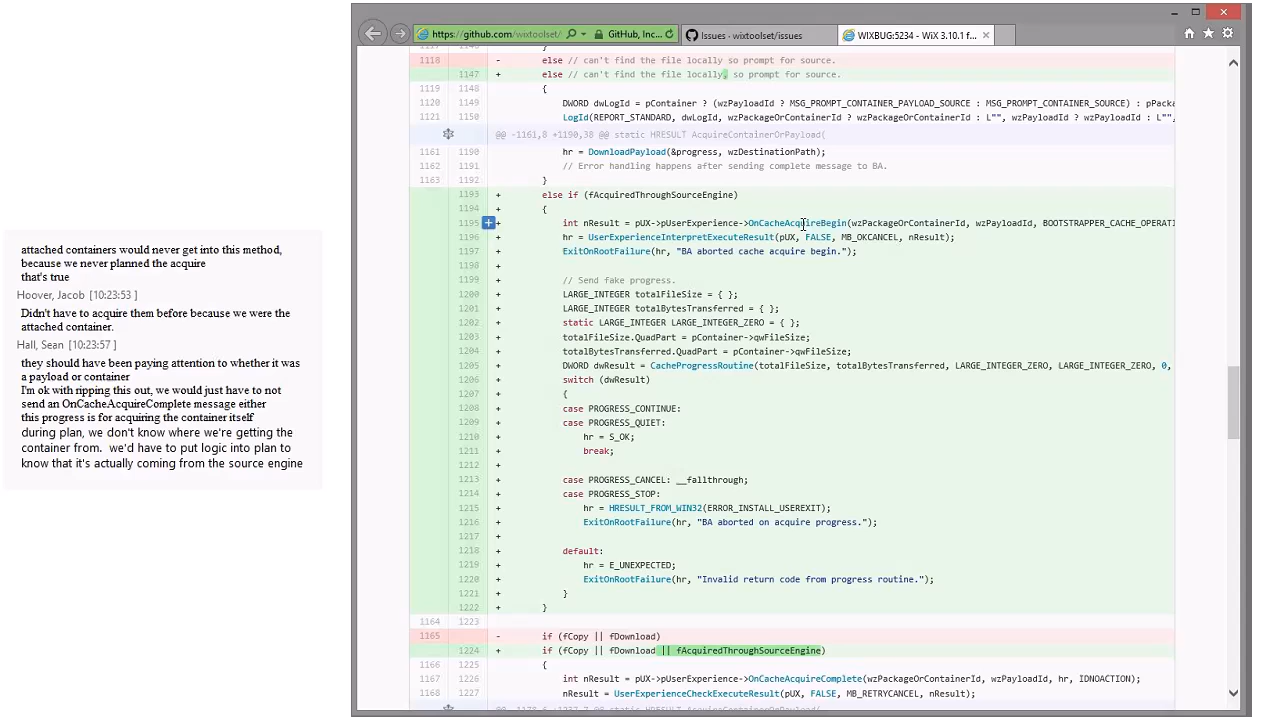 attached containers would never get into this method,
because we never planned the acquire
that's true
Hoover, Jacob [10:23:53 ]
Didn't have to acquire them before because we were the
attached container.
Hall, Sean [10:23:57 ]
they should have been paying attention to whether it was
a payload or container
I'm ok with ripping this out, we would just have to not
send an OnCacheAcquireComplete message either
this progress is for acquiring the container itself
during plan, we don't know where we're getting the
container from.  we'd have to put logic into plan to
know that it's actually coming from the source engine
https://github.com/wixtoolset/ GitHub, Inc... Issues - wixtoolset/issues WIXBUG:5234 - WiX 3.10.1 f...
1118 - else // can't find the file locally so prompt for source.
1147 + else // can't find the file locally, so prompt for source.
1119 1148 {
1120 1149 DWORD dwLogId = pContainer ? (wzPayloadId ? MSG_PROMPT_CONTAINER_PAYLOAD_SOURCE : MSG_PROMPT_CONTAINER_SOURCE) : pPacka
1121 1150 LogId(REPORT_STANDARD, dwLogId, wzPackageOrContainerId ? wzPackageOrContainerId : L"", wzPayloadId ? wzPayloadId : L"",
@@ -1161,8 +1190,38 @@ static HRESULT AcquireContainerOrPayload(
1161 1190 hr = DownloadPayload(&progress, wzDestinationPath);
1162 1191 // Error handling happens after sending complete message to BA.
1163 1192 }
1193 + else if (fAcquiredThroughSourceEngine)
1194 + {
1195 + int nResult = pUX->pUserExperience->OnCacheAcquireBegin(wzPackageOrContainerId, wzPayloadId, BOOTSTRAPPER_CACHE_OPERATI
1196 + hr = UserExperienceInterpretExecuteResult(pUX, FALSE, MB_OKCANCEL, nResult);
1197 + ExitOnRootFailure(hr, "BA aborted cache acquire begin.");
1198 +
1199 + // Send fake progress.
1200 + LARGE_INTEGER totalFileSize = { };
1201 + LARGE_INTEGER totalBytesTransferred = { };
1202 + static LARGE_INTEGER LARGE_INTEGER_ZERO = { };
1203 + totalFileSize.QuadPart = pContainer->qwFileSize;
1204 + totalBytesTransferred.QuadPart = pContainer->qwFileSize;
1205 + DWORD dwResult = CacheProgressRoutine(totalFileSize, totalBytesTransferred, LARGE_INTEGER_ZERO, LARGE_INTEGER_ZERO, 0,
1206 + switch (dwResult)
1207 + {
1208 + case PROGRESS_CONTINUE:
1209 + case PROGRESS_QUIET:
1210 + hr = S_OK;
1211 + break;
1212 +
1213 + case PROGRESS_CANCEL: __fallthrough;
1214 + case PROGRESS_STOP:
1215 + hr = HRESULT_FROM_WIN32(ERROR_INSTALL_USEREXIT);
1216 + ExitOnRootFailure(hr, "BA aborted on acquire progress.");
1217 +
1218 + default:
1219 + hr = E_UNEXPECTED;
1220 + ExitOnRootFailure(hr, "Invalid return code from progress routine.");
1221 + }
1222 + }
1164 1223
1165 - if (fCopy || fDownload)
1224 + if (fCopy || fDownload || fAcquiredThroughSourceEngine)
1166 1225 {
1167 1226 int nResult = pUX->pUserExperience->OnCacheAcquireComplete(wzPackageOrContainerId, wzPayloadId, hr, IDNOACTION);
1168 1227 nResult = UserExperienceCheckExecuteResult(pUX, FALSE, MB_RETRYCANCEL, nResult);